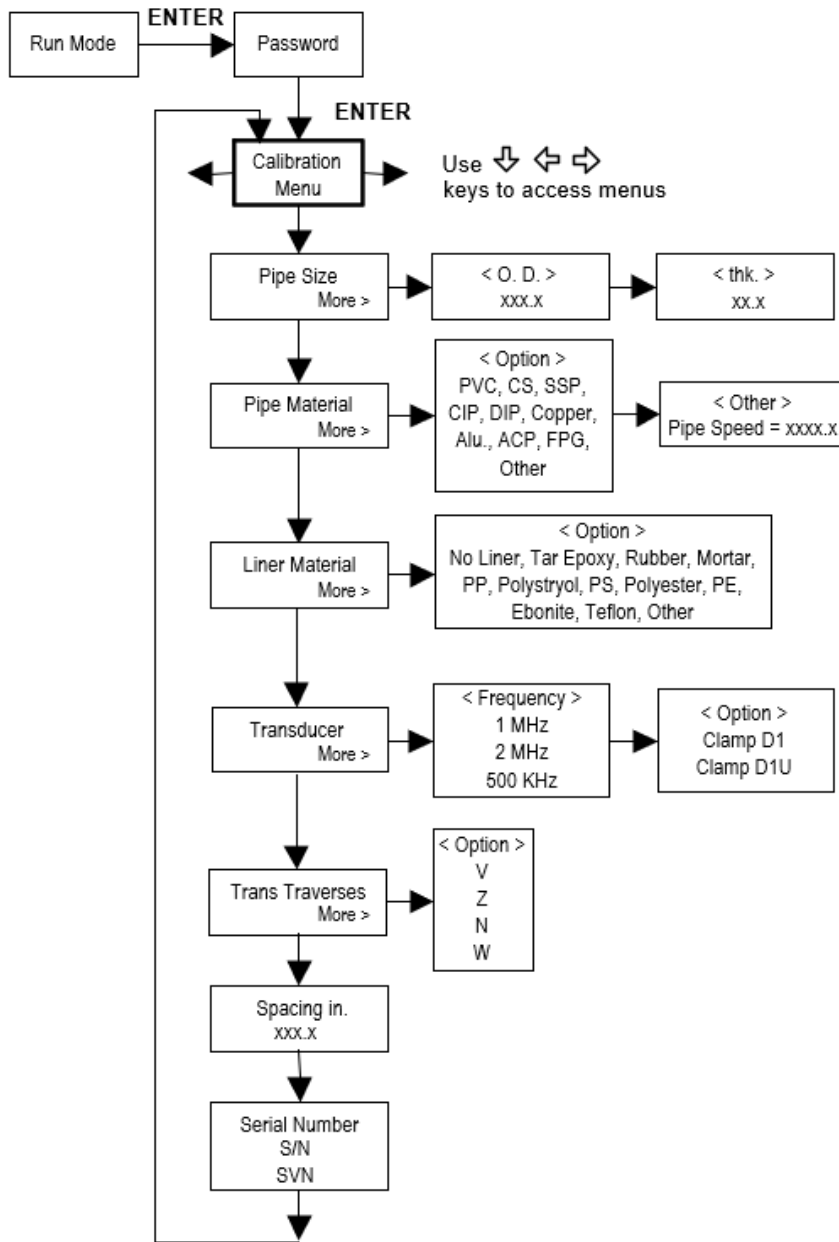 ENTER
Run Mode
Password
ENTER
Calibration
Menu
Use
keys to access menus
Pipe Size
More >
< O. D. >
xxx.x
< thk. >
xx.x
Pipe Material
More >
< Option >
PVC, CS, SSP,
CIP, DIP, Copper,
Alu., ACP, FPG,
Other
< Other >
Pipe Speed = xxxx.x
Liner Material
More >
< Option >
No Liner, Tar Epoxy, Rubber, Mortar,
PP, Polystryol, PS, Polyester, PE,
Ebonite, Teflon, Other
Transducer
More >
< Frequency >
1 MHz
2 MHz
500 KHz
< Option >
Clamp D1
Clamp D1U
Trans Traverses
More >
< Option >
V
Z
N
W
Spacing in.
xxx.x
Serial Number
S/N
SVN